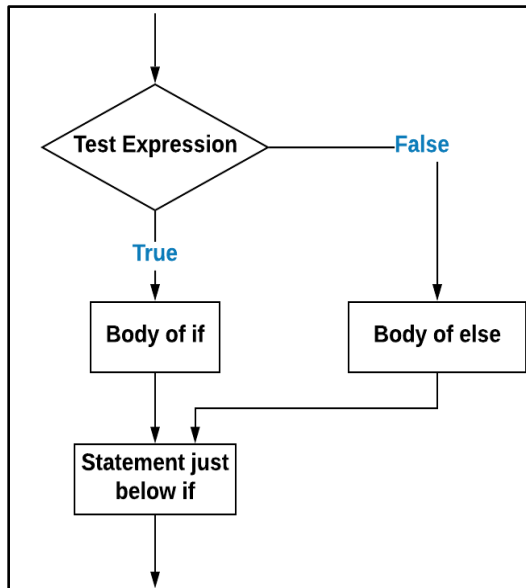 Test Expression
False
True
Body of if
Body of else
Statement just
below if